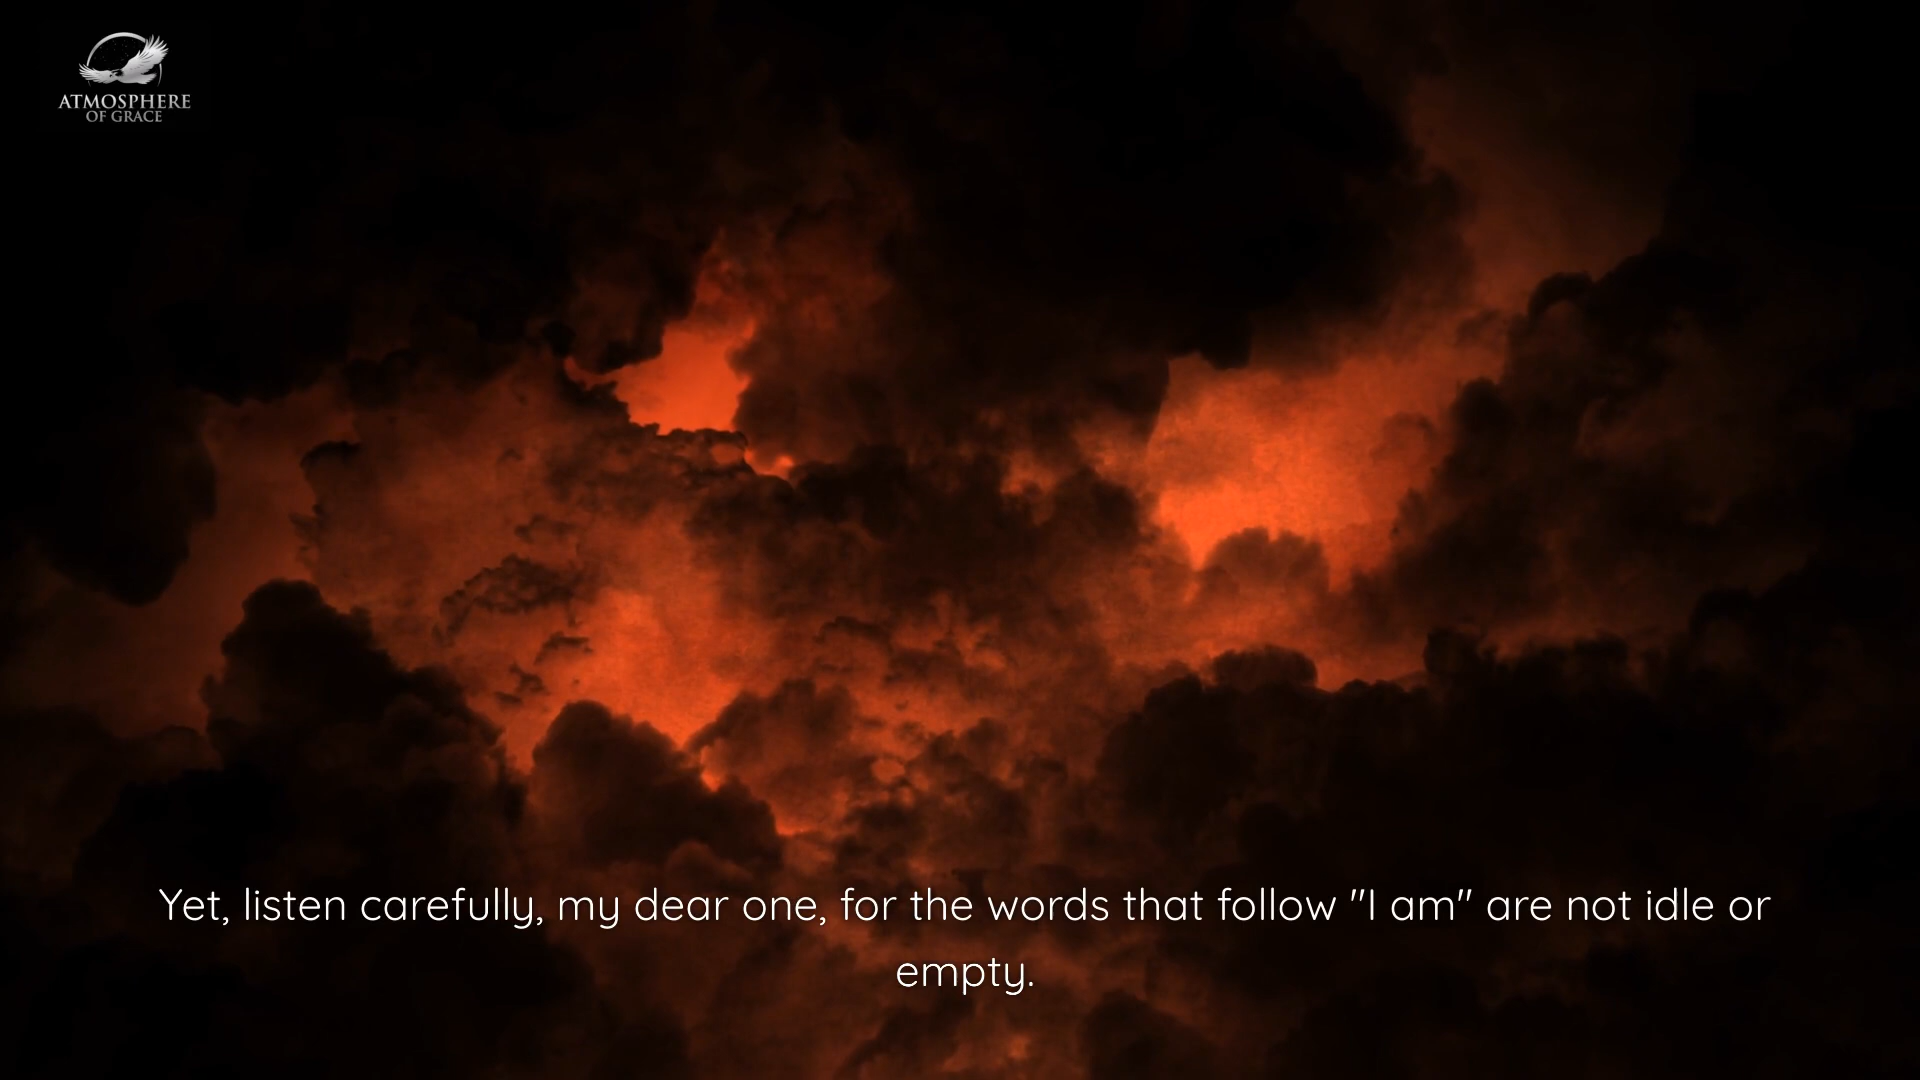 ATMOSPHERE
OF GRACE
Yet, listen carefully, my dear one, for the words that follow "I am" are not idle or
empty.